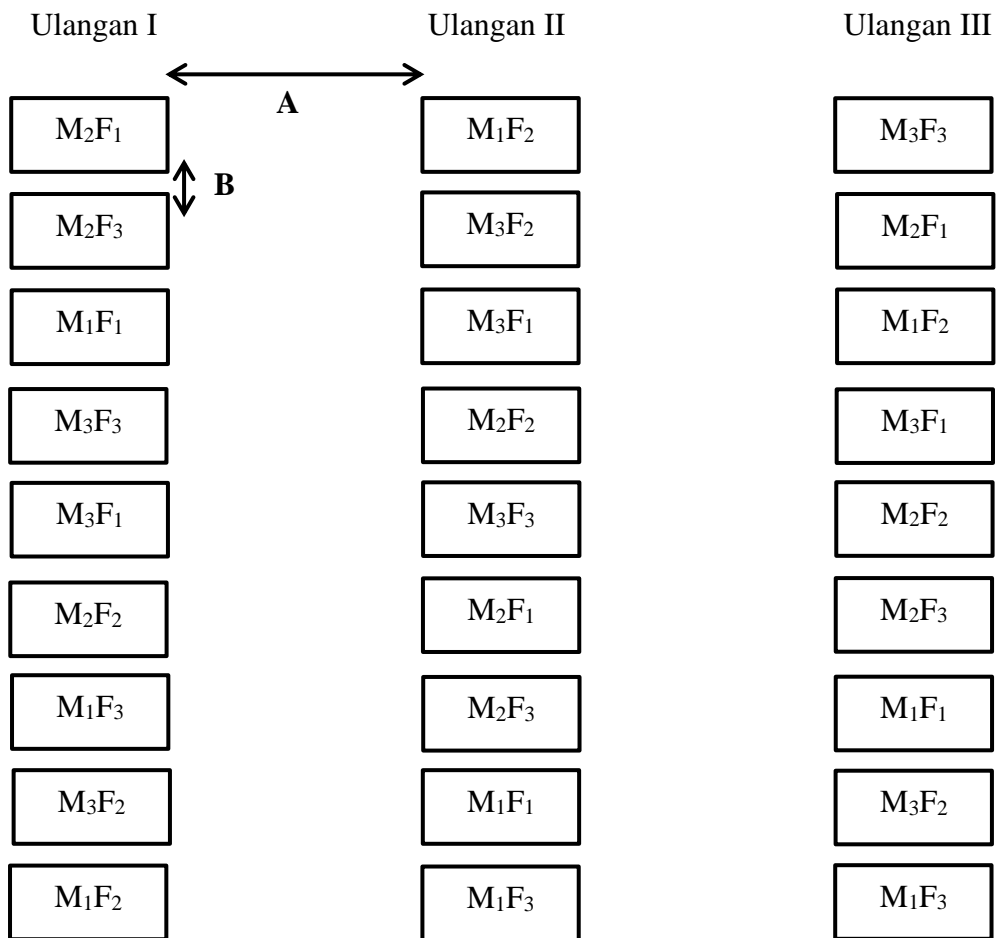 Ulangan I Ulangan II Ulangan III
A
M₂F₁ M₁F₂ M₃F₃
B
M₂F₃ M₃F₂ M₂F₁
M₁F₁ M₃F₁ M₁F₂
M₃F₃ M₂F₂ M₃F₁
M₃F₁ M₃F₃ M₂F₂
M₂F₂ M₂F₁ M₂F₃
M₁F₃ M₂F₃ M₁F₁
M₃F₂ M₁F₁ M₃F₂
M₁F₂ M₁F₃ M₁F₃